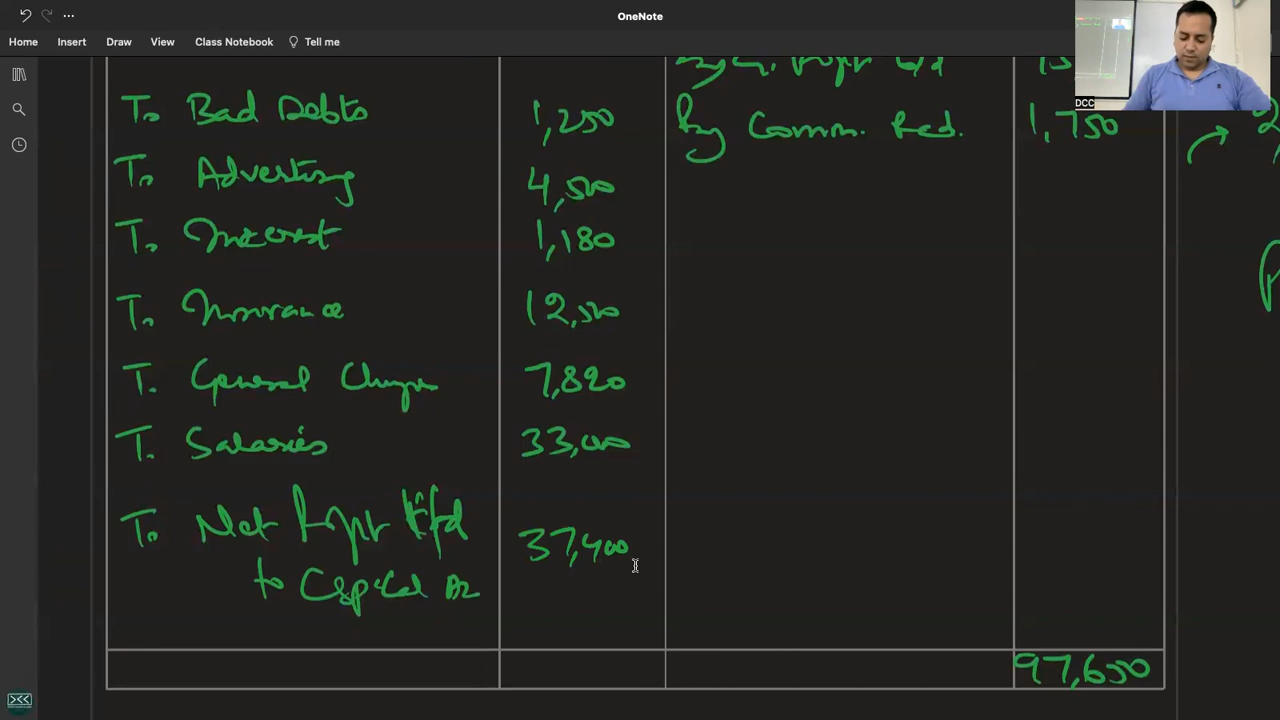 OneNote
Home Insert Draw View Class Notebook Tell me
DCC
To Bad Debts 1,250 By Comm. Red. 1,750
To Advertising 4,500
To Interest 1,180
To Insurance 12,500
To General Charges 7,820
To Salaries 33,000
To Net Profit tfd 37,400
to Capital A/c
97,650